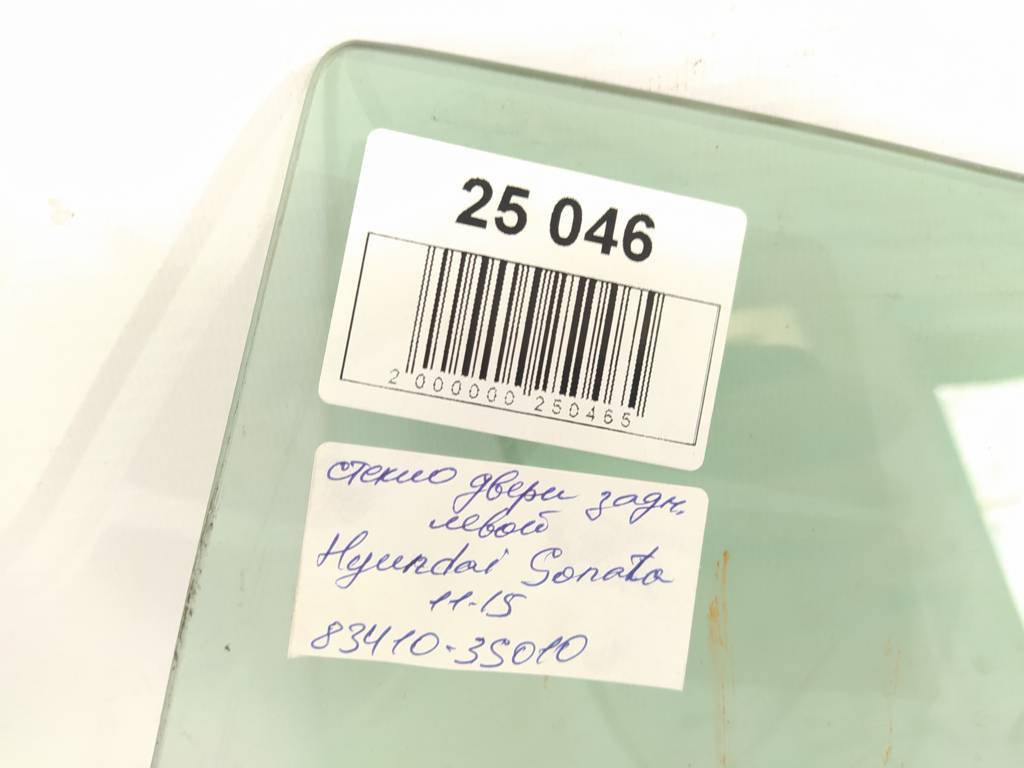 25 046
2 000000 250465
стекло двери задн.
левой
Hyundai Sonata
11-15
83410-3S010